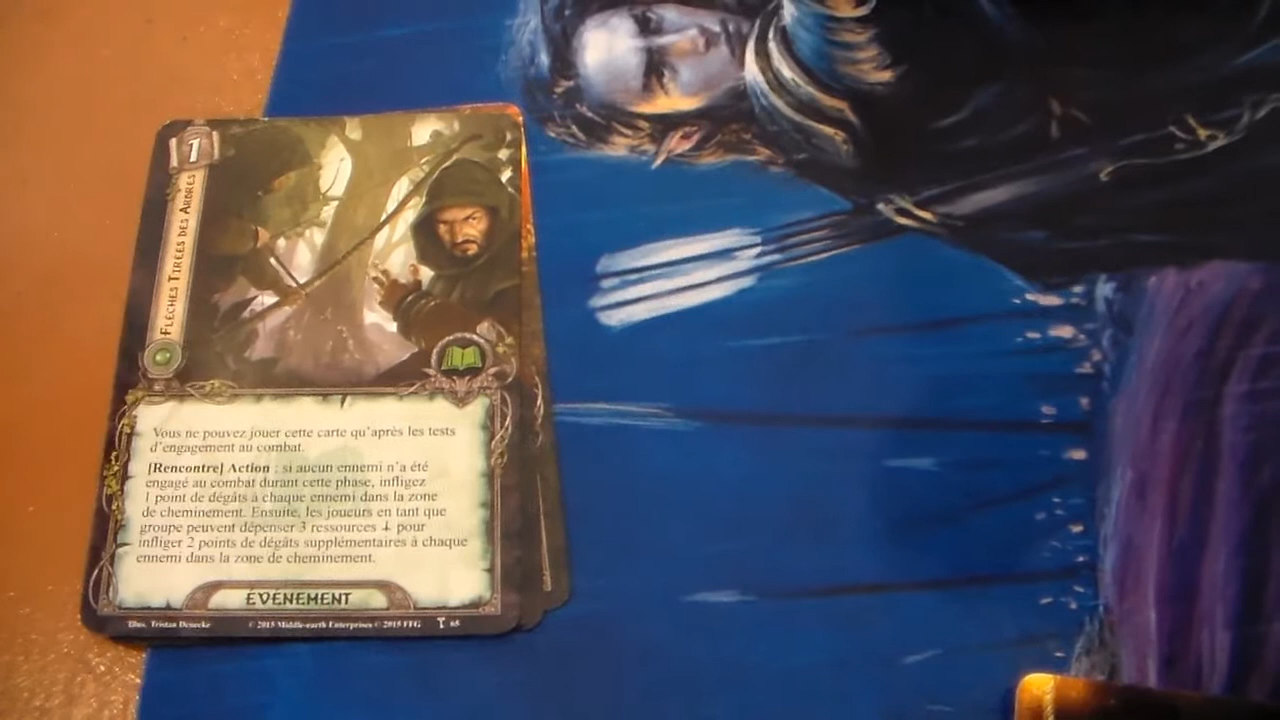 1
FLÈCHES TIRÉES DES ARBRES
Vous ne pouvez jouer cette carte qu'après les tests
d'engagement au combat.
[Rencontre] Action : si aucun ennemi n'a été
engagé au combat durant cette phase, infligez
1 point de dégâts à chaque ennemi dans la zone
de cheminement. Ensuite, les joueurs en tant que
groupe peuvent dépenser 3 ressources pour
infliger 2 points de dégâts supplémentaires à chaque
ennemi dans la zone de cheminement.
ÉVÉNEMENT
Illus. Tristan Denecke © 2015 Middle-earth Enterprises © 2015 FFG 65